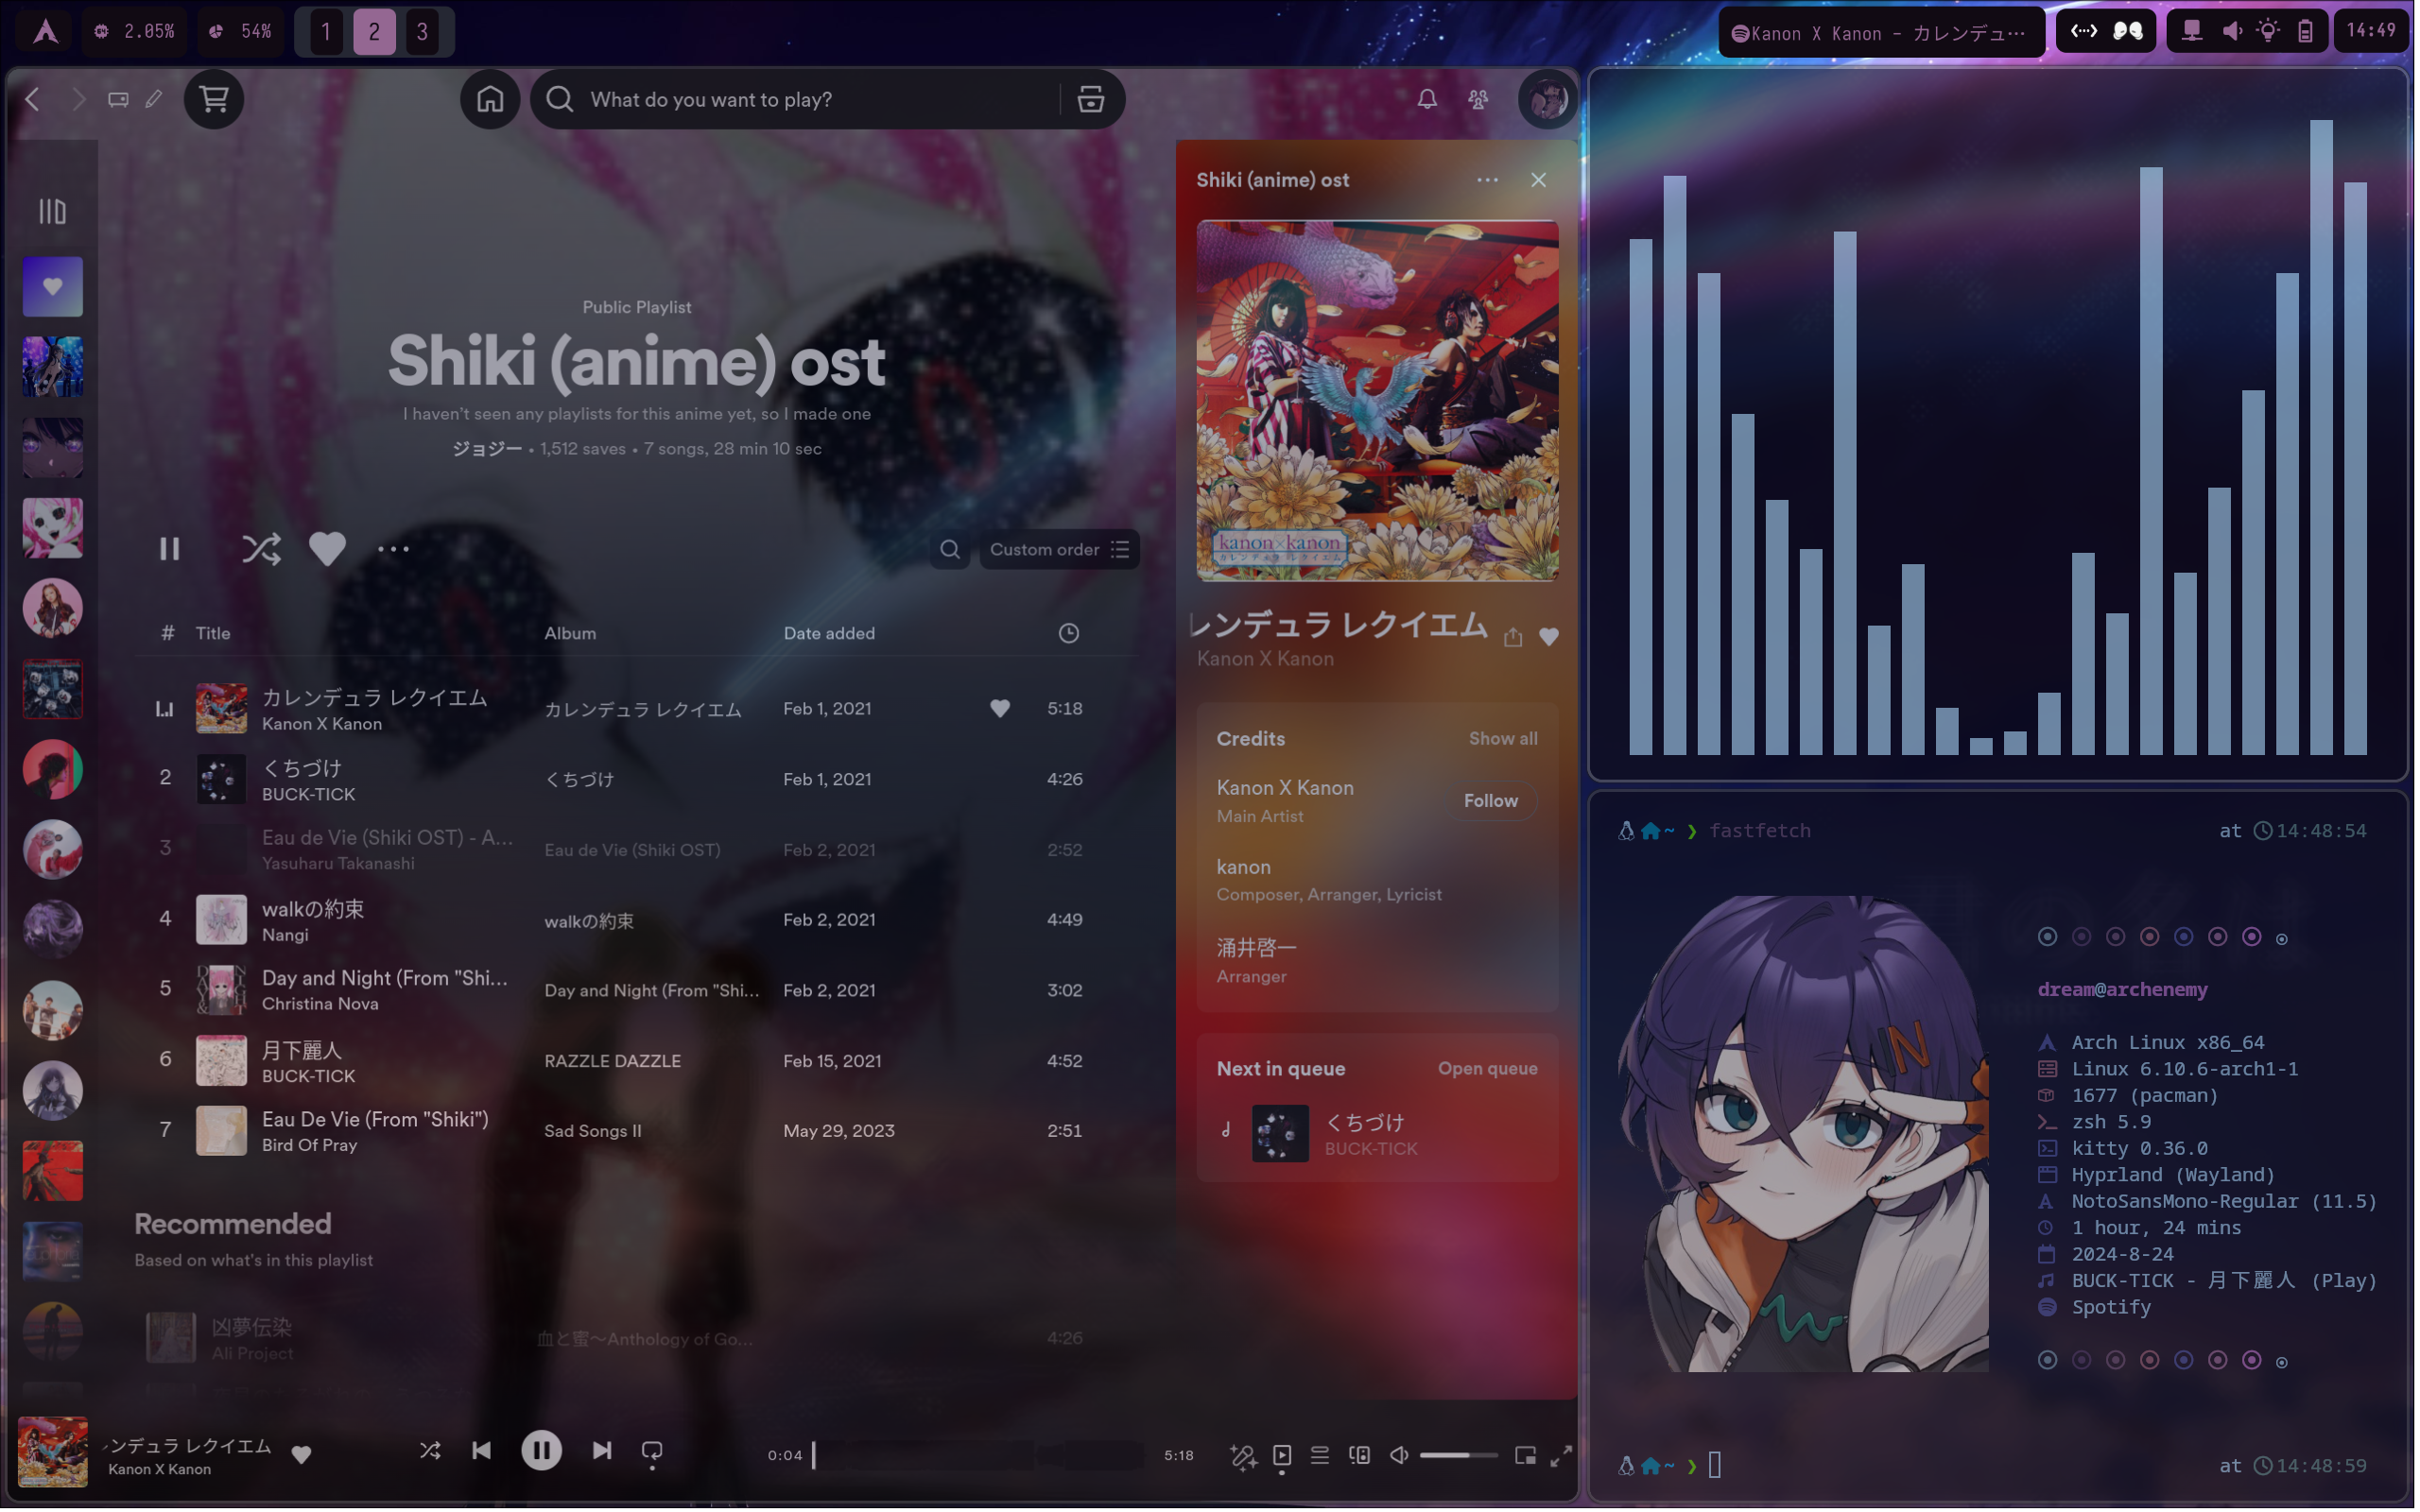 2.05%
54%
1 2 3
Kanon X Kanon - カレンデュ…
14:49
What do you want to play?
Public Playlist
Shiki (anime) ost
I haven't seen any playlists for this anime yet, so I made one
ジョジー • 1,512 saves • 7 songs, 28 min 10 sec
Custom order
# Title Album Date added
カレンデュラ レクイエム カレンデュラ レクイエム Feb 1, 2021 5:18
Kanon X Kanon
2 くちづけ くちづけ Feb 1, 2021 4:26
BUCK-TICK
3 Eau de Vie (Shiki OST) - A... Eau de Vie (Shiki OST) Feb 2, 2021 2:52
Yasuharu Takanashi
4 walkの約束 walkの約束 Feb 2, 2021 4:49
Nangi
5 Day and Night (From "Shi... Day and Night (From "Shi... Feb 2, 2021 3:02
Christina Nova
6 月下麗人 RAZZLE DAZZLE Feb 15, 2021 4:52
BUCK-TICK
7 Eau De Vie (From "Shiki") Sad Songs II May 29, 2023 2:51
Bird Of Pray
Recommended
Based on what's in this playlist
凶夢伝染 血と蜜～Anthology of Go... 4:26
Ali Project
Shiki (anime) ost
kanon×kanon
カレンデュラ レクイエム
レンデュラ レクイエム
Kanon X Kanon
Credits Show all
Kanon X Kanon
Main Artist
Follow
kanon
Composer, Arranger, Lyricist
涌井啓一
Arranger
Next in queue Open queue
くちづけ
BUCK-TICK
ンデュラ レクイエム
Kanon X Kanon
0:04 5:18
~ ❯ fastfetch at 14:48:54
dream@archenemy
Arch Linux x86_64
Linux 6.10.6-arch1-1
1677 (pacman)
zsh 5.9
kitty 0.36.0
Hyprland (Wayland)
NotoSansMono-Regular (11.5)
1 hour, 24 mins
2024-8-24
BUCK-TICK - 月下麗人 (Play)
Spotify
~ ❯ at 14:48:59